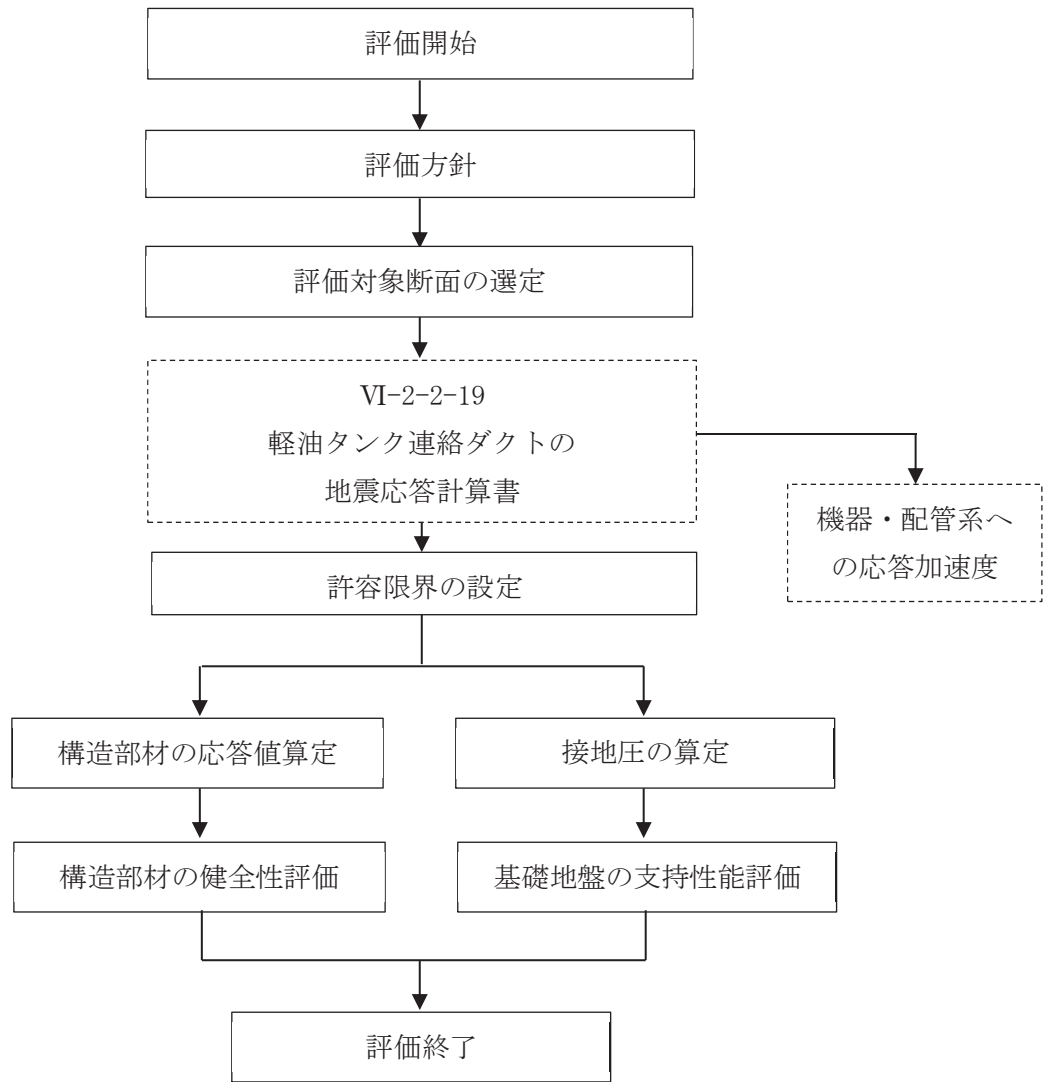 評価開始
評価方針
評価対象断面の選定
Ⅵ-2-2-19
軽油タンク連絡ダクトの
地震応答計算書
機器・配管系へ
の応答加速度
許容限界の設定
構造部材の応答値算定
接地圧の算定
構造部材の健全性評価
基礎地盤の支持性能評価
評価終了